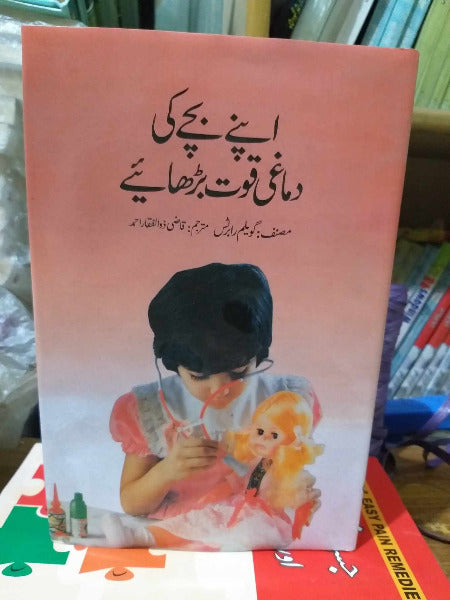 اپنے بچے کی
دماغی قوت بڑھائیے
مصنف: گویلم رابرٹس مترجم: قاضی ذوالفقار احمد
EASY PAIN REMEDIE